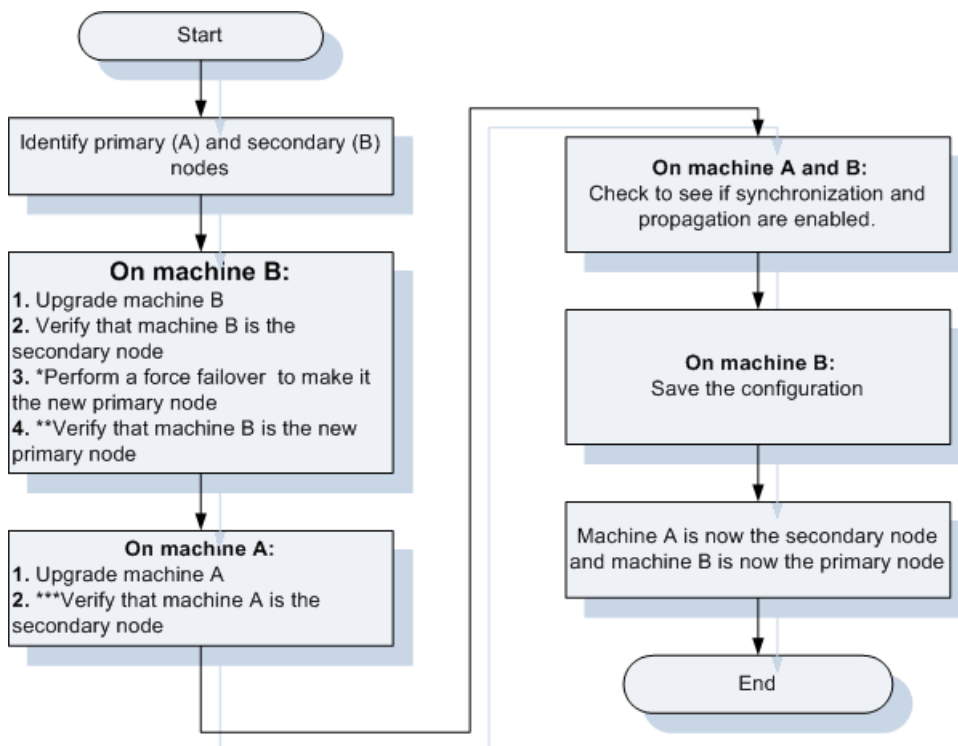 Start
Identify primary (A) and secondary (B)
nodes
On machine B:
1. Upgrade machine B
2. Verify that machine B is the
secondary node
3. *Perform a force failover to make it
the new primary node
4. **Verify that machine B is the new
primary node
On machine A:
1. Upgrade machine A
2. ***Verify that machine A is the
secondary node
On machine A and B:
Check to see if synchronization and
propagation are enabled.
On machine B:
Save the configuration
Machine A is now the secondary node
and machine B is now the primary node
End